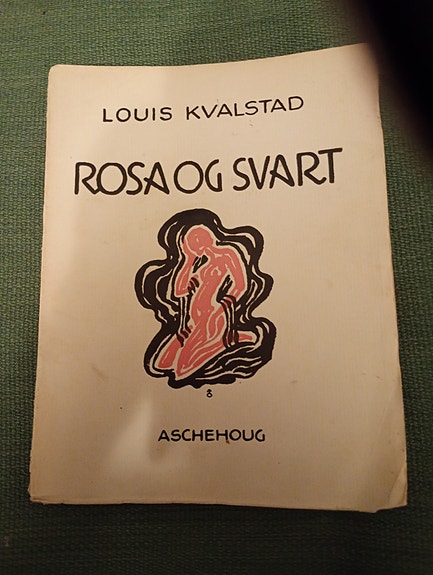 LOUIS KVALSTAD
ROSA OG SVART
ASCHEHOUG